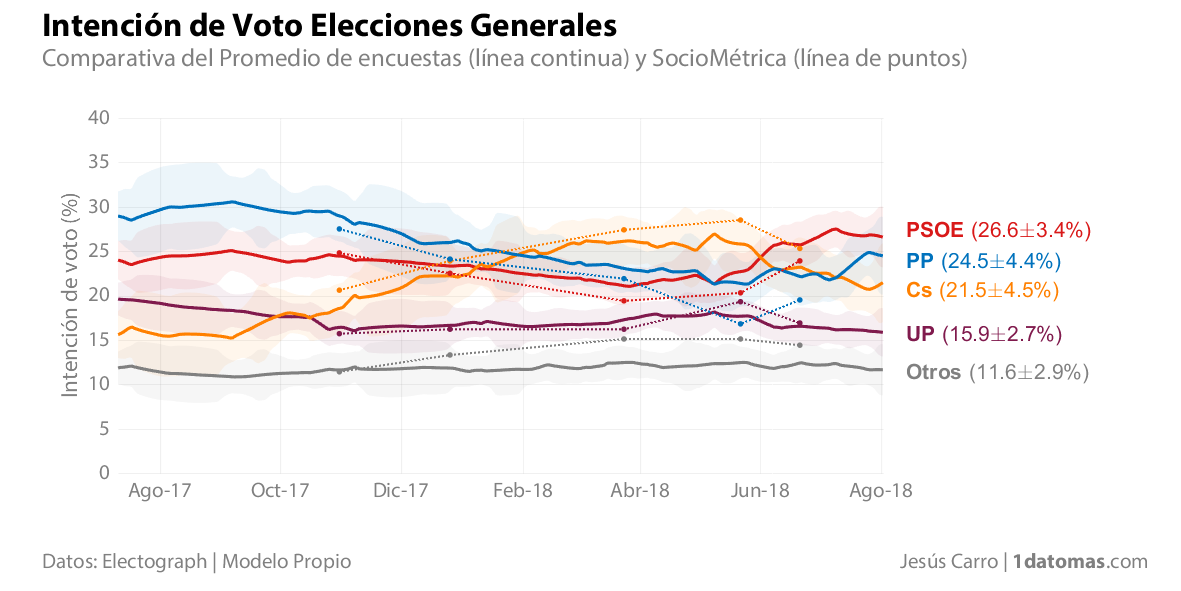 Intención de Voto Elecciones Generales
Comparativa del Promedio de encuestas (línea continua) y SocioMétrica (línea de puntos)
Intención de voto (%)
40
35
30
25
20
15
10
5
0
Ago-17
Oct-17
Dic-17
Feb-18
Abr-18
Jun-18
Ago-18
PSOE (26.6±3.4%)
PP (24.5±4.4%)
Cs (21.5±4.5%)
UP (15.9±2.7%)
Otros (11.6±2.9%)
Datos: Electograph | Modelo Propio
Jesús Carro | 1datomas.com